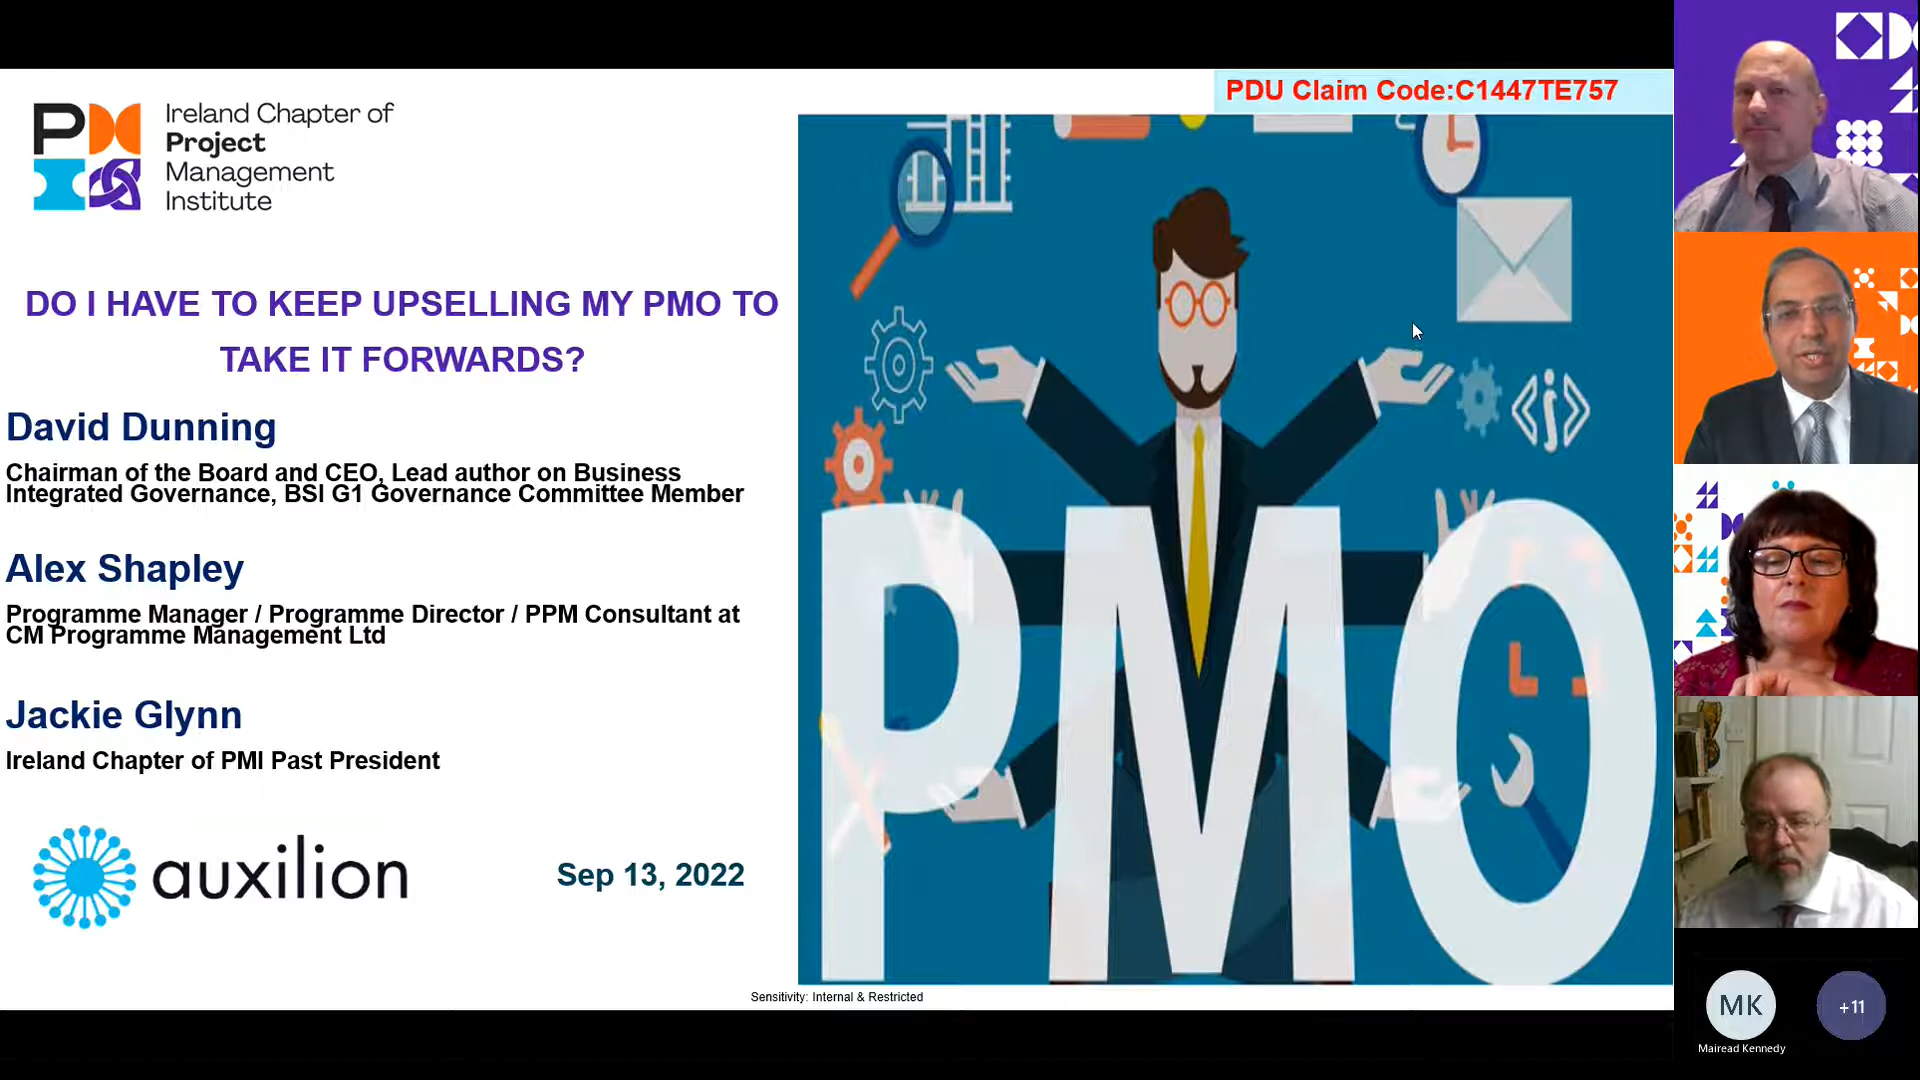 PDU Claim Code:C1447TE757
PM
Ireland Chapter of
Project
Management
Institute
DO I HAVE TO KEEP UPSELLING MY PMO TO
TAKE IT FORWARDS?
David Dunning
Chairman of the Board and CEO, Lead author on Business
Integrated Governance, BSI G1 Governance Committee Member
Alex Shapley
Programme Manager / Programme Director / PPM Consultant at
CM Programme Management Ltd
Jackie Glynn
Ireland Chapter of PMI Past President
auxilion
Sep 13, 2022
PMO
Sensitivity: Internal & Restricted
MK
+11
Mairead Kennedy